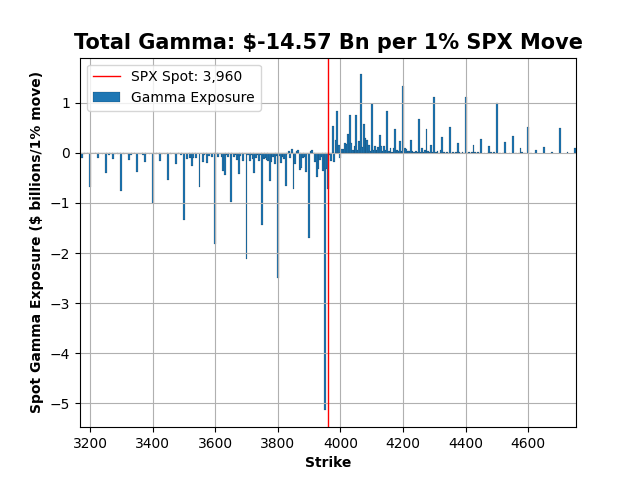 Total Gamma: $-14.57 Bn per 1% SPX Move
SPX Spot: 3,960
Gamma Exposure
Spot Gamma Exposure ($ billions/1% move)
1
0
−1
−2
−3
−4
−5
3200 3400 3600 3800 4000 4200 4400 4600
Strike